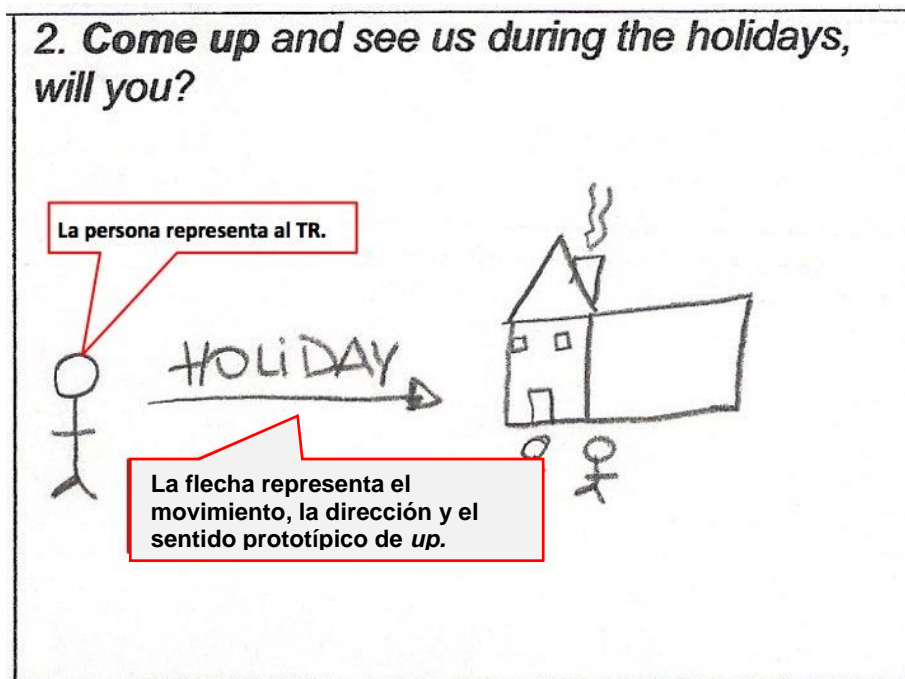 2. Come up and see us during the holidays,
will you?
La persona representa al TR.
HOLiDAY
La flecha representa el
movimiento, la dirección y el
sentido prototípico de up.